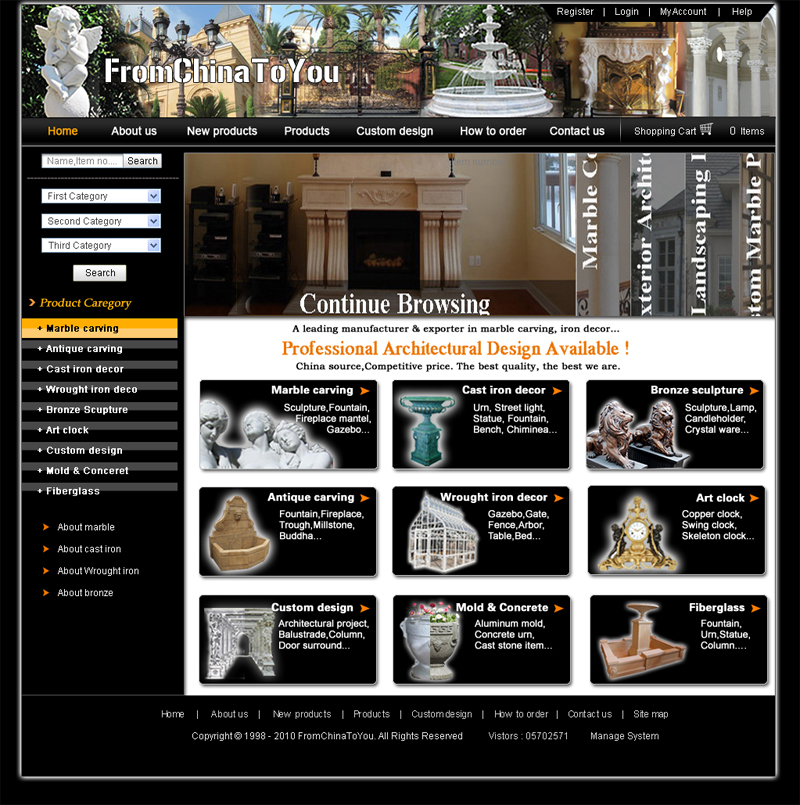 Register | Login | MyAccount | Help
FromChinaToYou
Home About us New products Products Custom design How to order Contact us Shopping Cart 0 Items
Name,Item no.... Search
First Category
Second Category
Third Category
Search
Product Caregory
+ Marble carving
+ Antique carving
+ Cast iron decor
+ Wrought iron deco
+ Bronze Scupture
+ Art clock
+ Custom design
+ Mold & Conceret
+ Fiberglass
About marble
About cast iron
About Wrought iron
About bronze
Continue Browsing
Marble
Landscaping
Marble
A leading manufacturer & exporter in marble carving, iron decor...
Professional Architectural Design Available !
China source,Competitive price. The best quality, the best we are.
Marble carving
Sculpture,Fountain,
Fireplace mantel,
Gazebo...
Cast iron decor
Urn, Street light,
Statue, Fountain,
Bench, Chiminea...
Bronze sculpture
Sculpture,Lamp,
Candleholder,
Crystal ware...
Antique carving
Fountain,Fireplace,
Trough,Millstone,
Buddha...
Wrought iron decor
Gazebo,Gate,
Fence,Arbor,
Table,Bed...
Art clock
Copper clock,
Swing clock,
Skeleton clock...
Custom design
Architectural project,
Balustrade,Column,
Door surround...
Mold & Concrete
Aluminum mold,
Concrete urn,
Cast stone item...
Fiberglass
Fountain,
Urn,Statue,
Column....
Home | About us | New products | Products | Custom design | How to order | Contact us | Site map
Copyright © 1998 - 2010 FromChinaToYou. All Rights Reserved Vistors : 05702571 Manage System